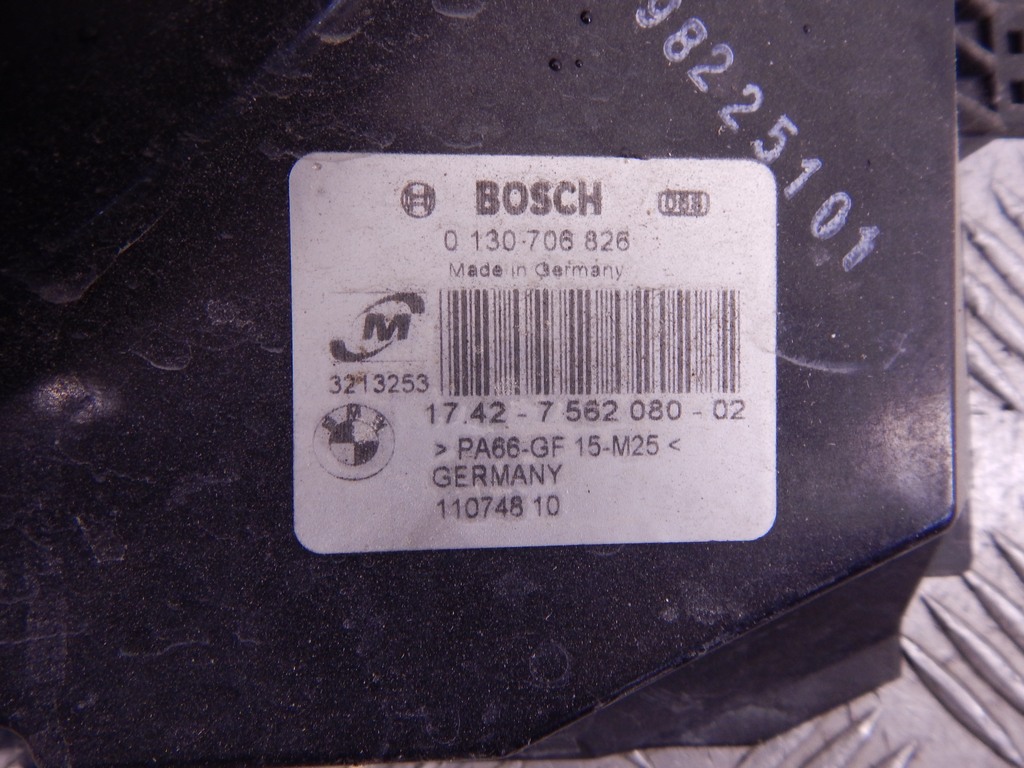 98225101
BOSCH
0 130 706 826
Made in Germany
M
3213253
17.42 - 7 562 080 - 02
BMW
> PA66-GF 15-M25 <
GERMANY
110748 10